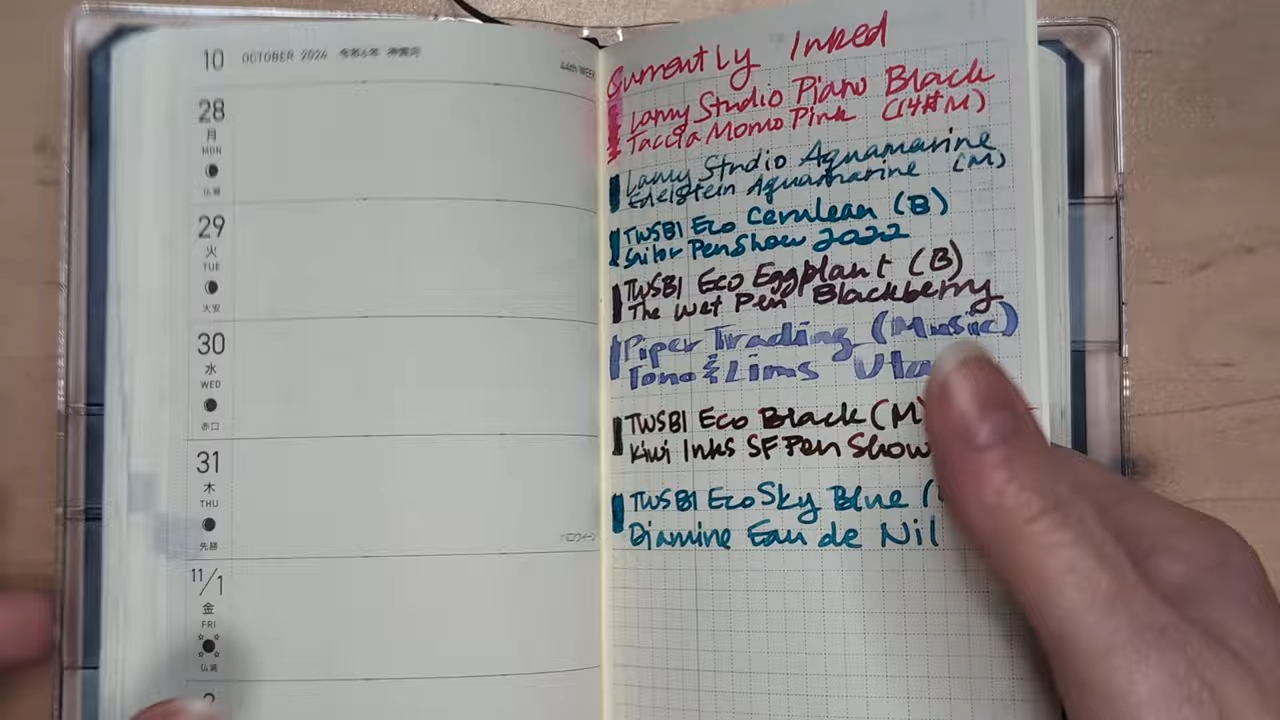 10 OCTOBER 2024 令和6年 神無月
44th WEEK
28
月
MON
仏滅
29
火
TUE
大安
30
水
WED
赤口
31
木
THU
先勝
ハロウィーン
11/1
金
FRI
仏滅
2
Currently Inked
Lamy Studio Piano Black
Taccia Momo Pink (14K M)
Lamy Studio Aquamarine
Edelstein Aquamarine (M)
TWSBI Eco Cerulean (B)
Sailor Pen Show 2022
TWSBI Eco Eggplant (B)
The Wet Pen Blackberry
Piper Trading (Music)
Tono & Lims
TWSBI Eco Black (M)
Kiwi Inks SF Pen Show
TWSBI Eco Sky Blue (
Diamine Eau de Nil